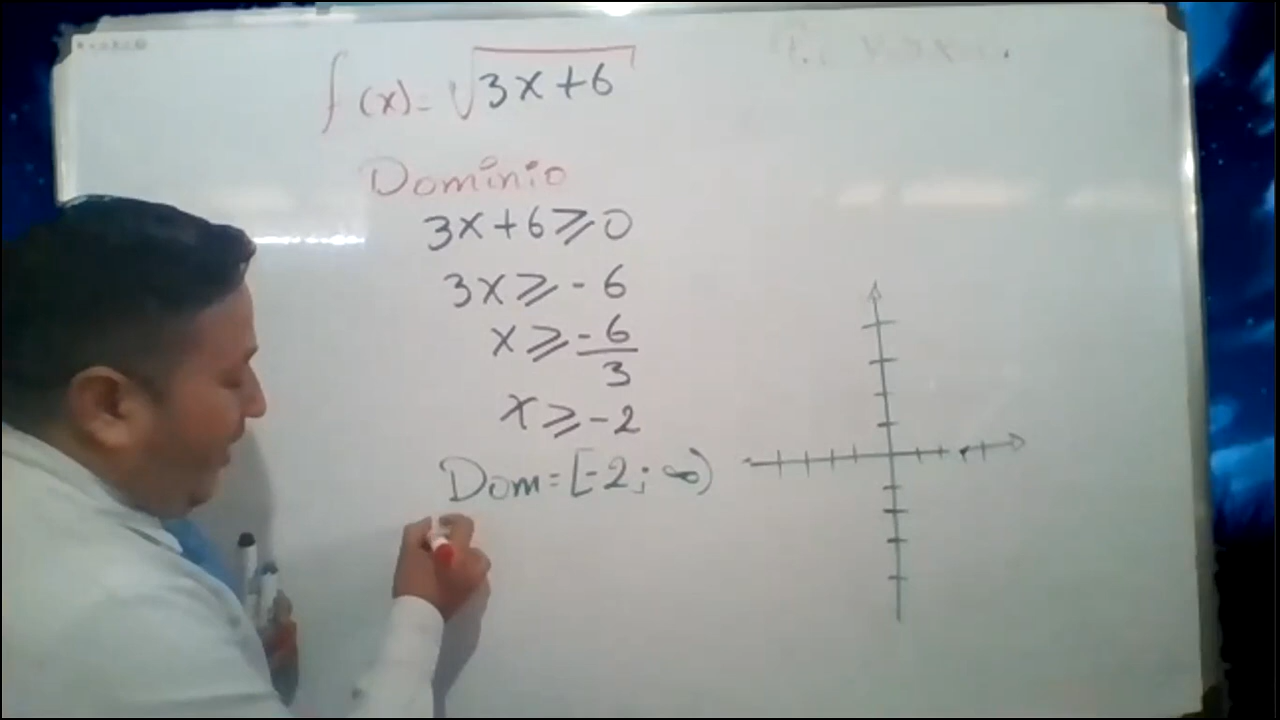 f(x) = √3x+6
Dominio
3x+6⩾0
3x⩾-6
x⩾-6/3
x⩾-2
Dom=[-2; ∞)